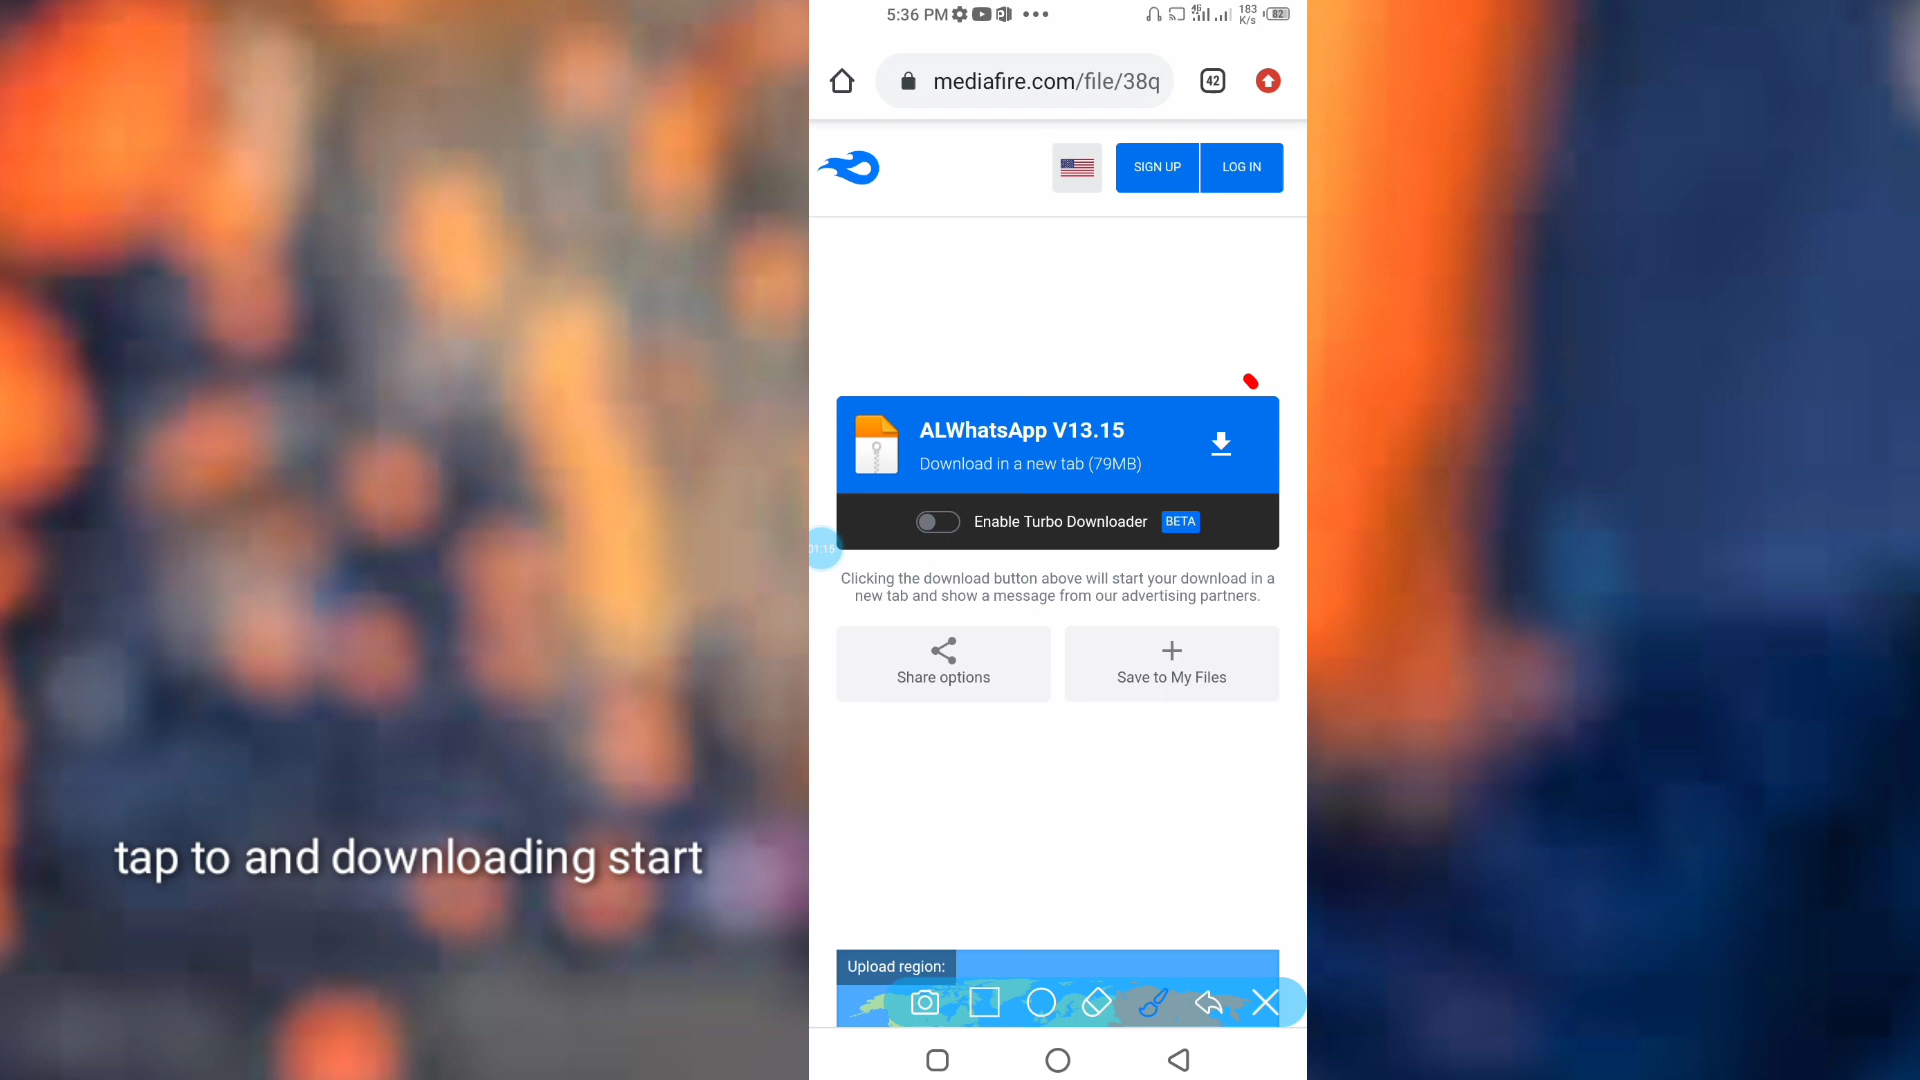 5:36 PM
4G
183
K/s
82
mediafire.com/file/38q
42
SIGN UP
LOG IN
ALWhatsApp V13.15
Download in a new tab (79MB)
Enable Turbo Downloader BETA
01:15
Clicking the download button above will start your download in a
new tab and show a message from our advertising partners.
Share options
Save to My Files
tap to and downloading start
Upload region: